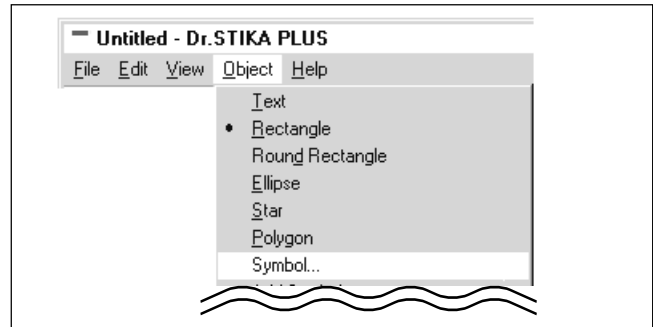 Untitled - Dr.STIKA PLUS
File Edit View Object Help
Text
• Rectangle
Round Rectangle
Ellipse
Star
Polygon
Symbol...